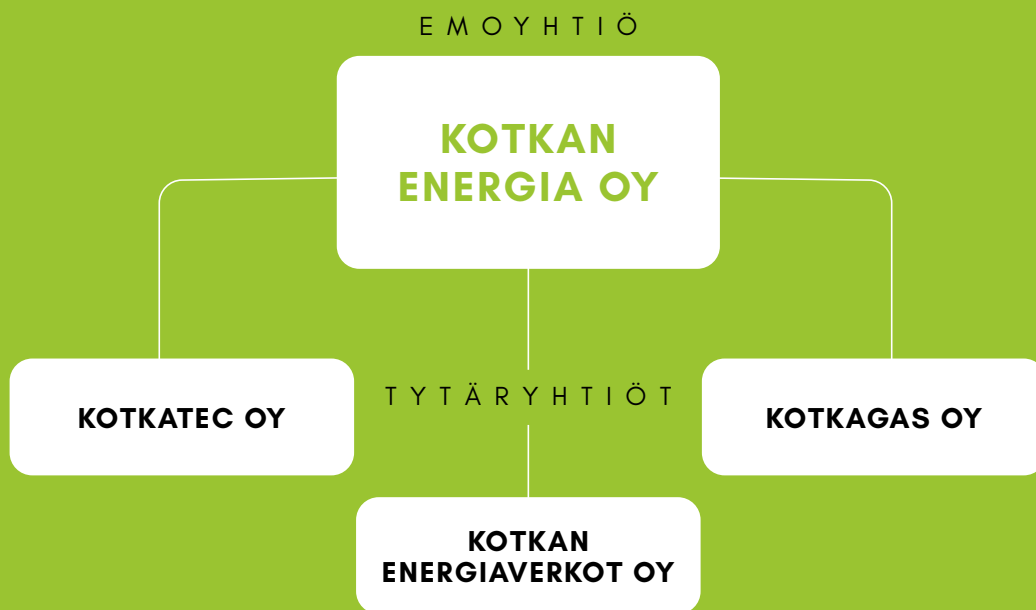 EMOYHTIÖ
KOTKAN
ENERGIA OY
TYTÄRYHTIÖT
KOTKATEC OY
KOTKAGAS OY
KOTKAN
ENERGIAVERKOT OY